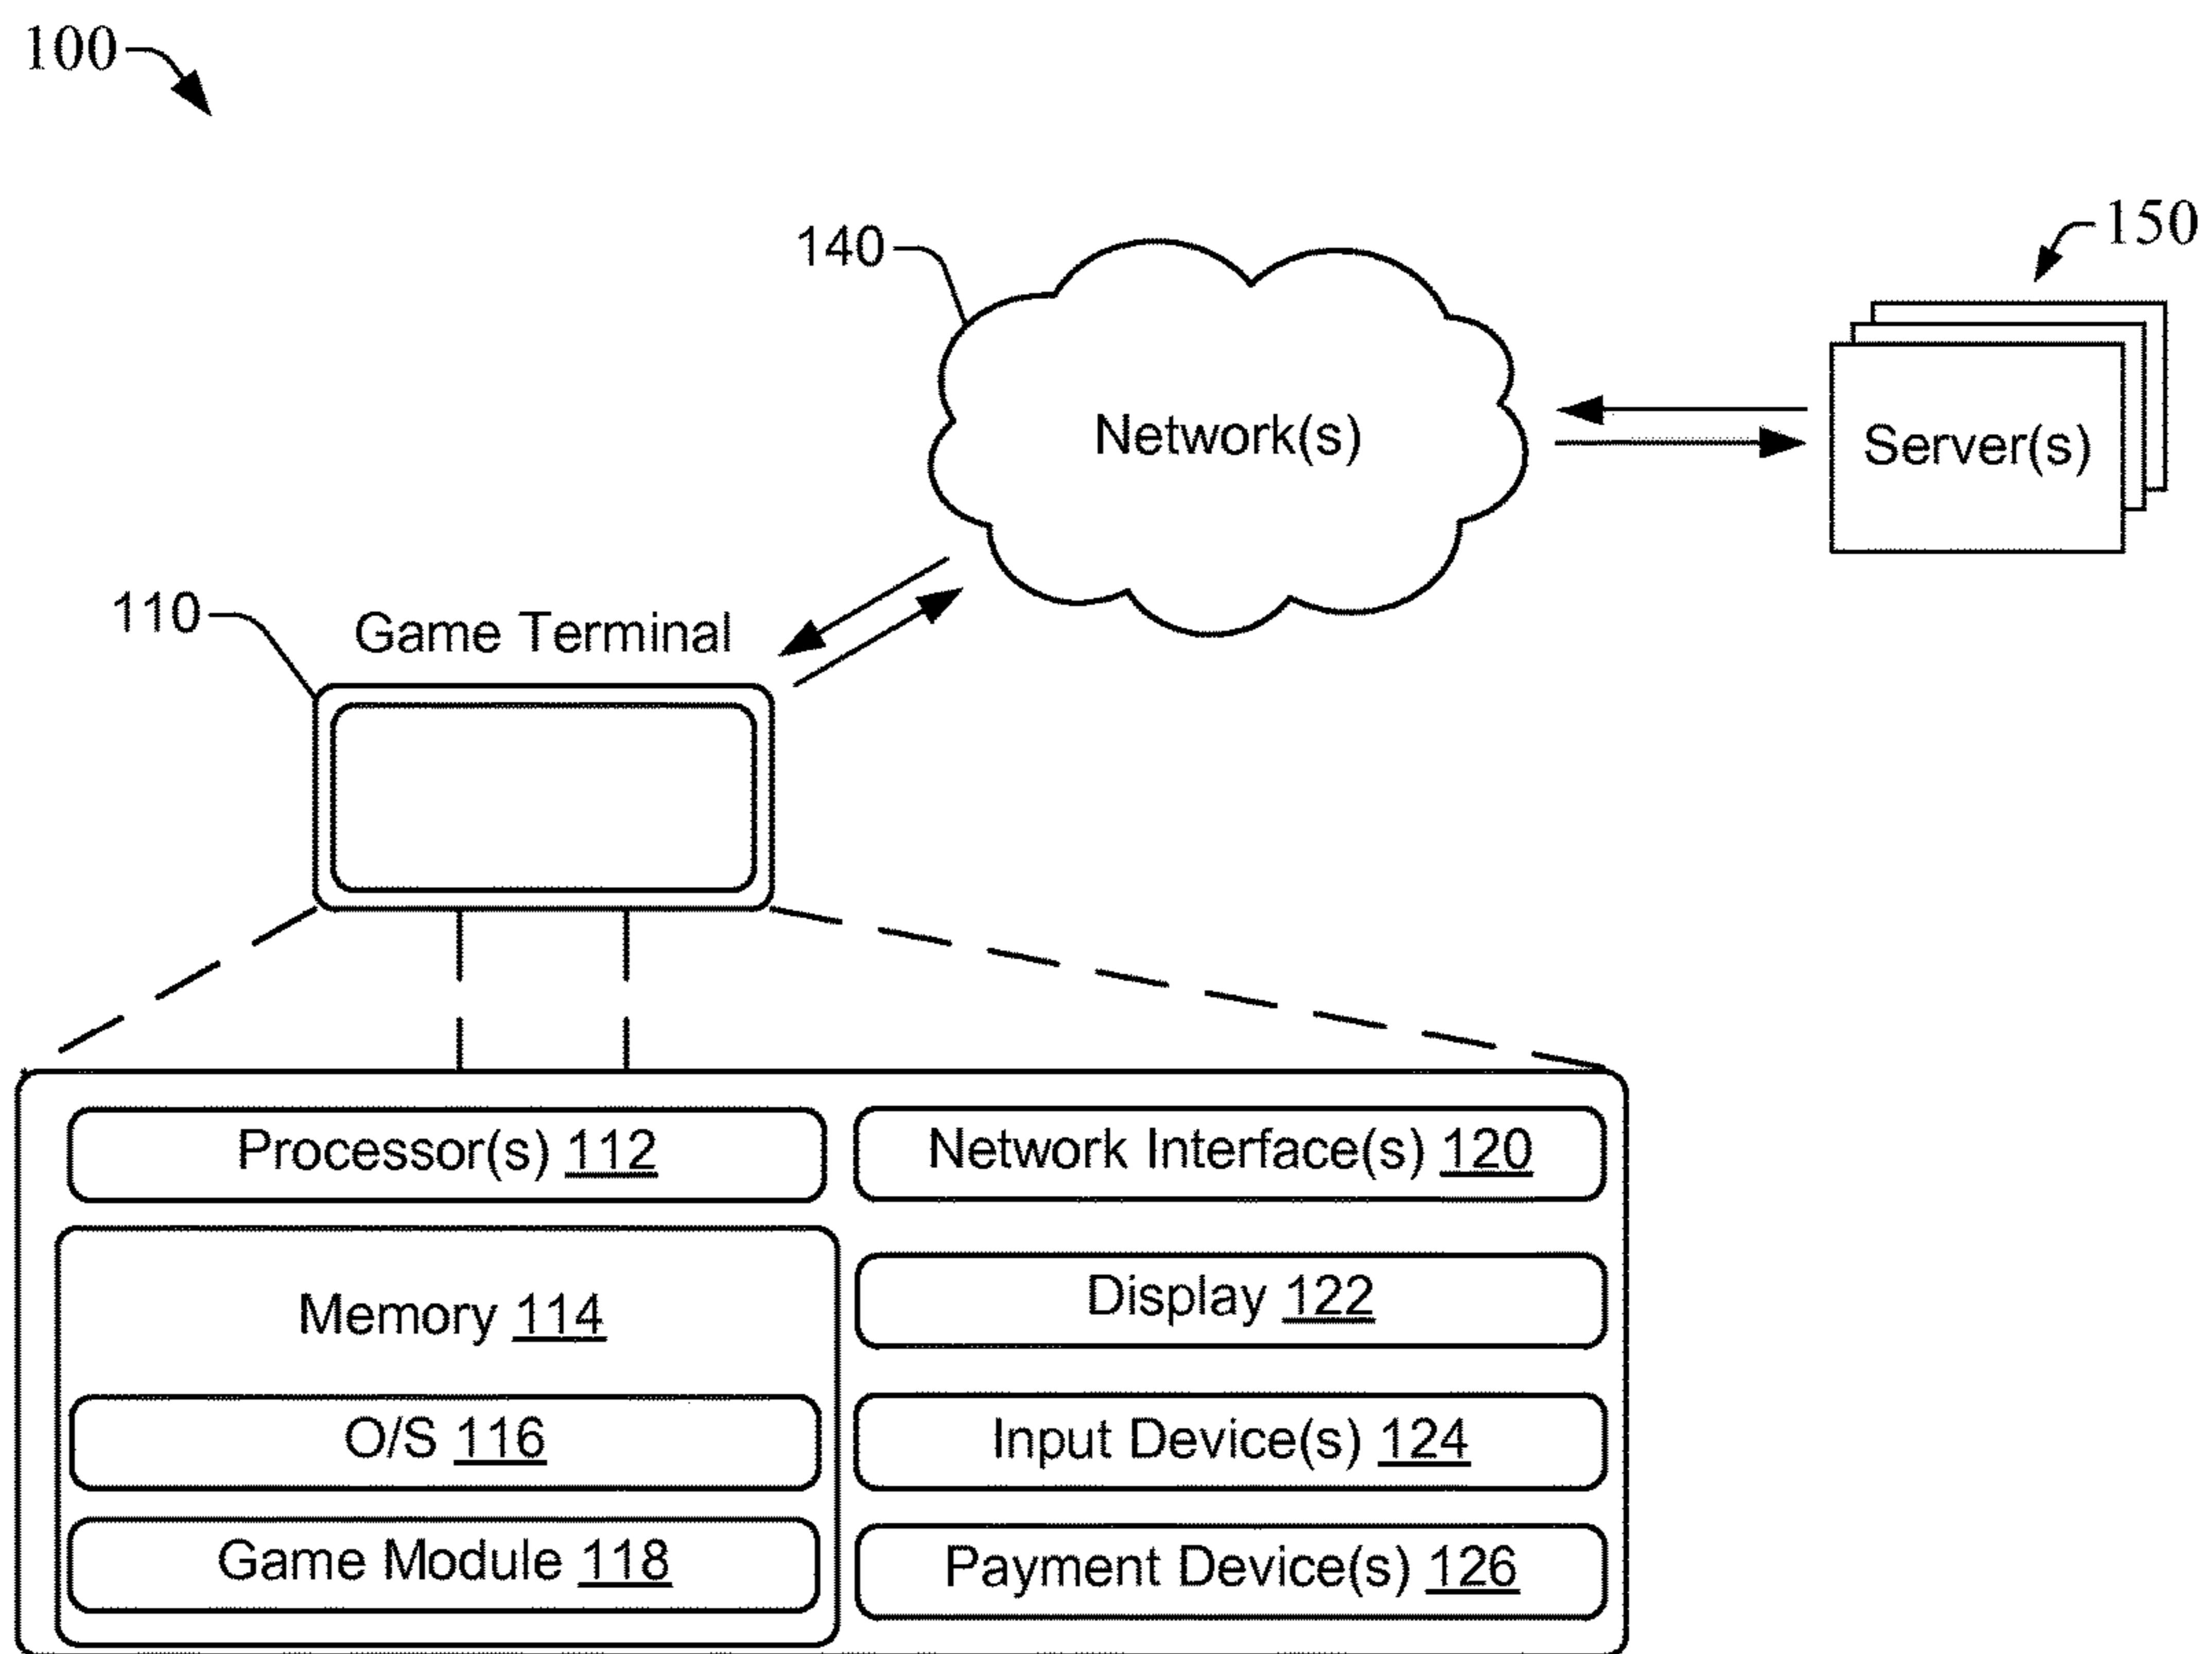 100
140
150
Network(s)
Server(s)
110
Game Terminal
Processor(s) 112
Network Interface(s) 120
Memory 114
Display 122
O/S 116
Input Device(s) 124
Game Module 118
Payment Device(s) 126